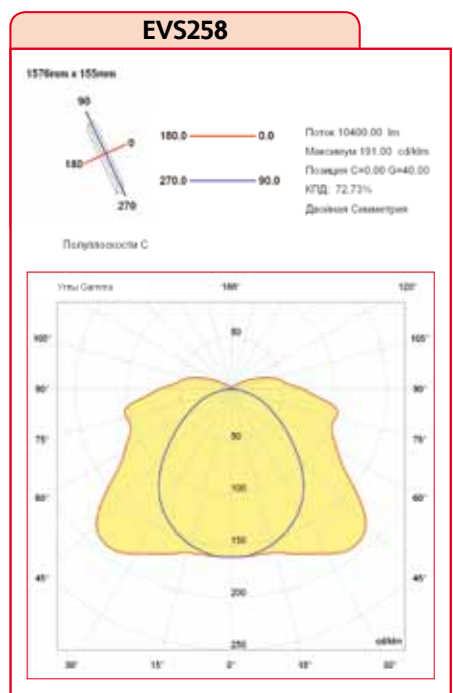 EVS258
1576mm x 155mm
90
0
180
270
180.0 0.0
270.0 90.0
Поток 10400.00 lm
Максимум 191.00 cd/klm
Позиция C=0.00 G=40.00
КПД: 72.73%
Двойная Симметрия
Полуплоскости C
Углы Gamma 180° 120°
50
105° 105°
90° 90°
50
75° 75°
100
60° 60°
150
45° 45°
200
cd/klm
250
30° 15° 0° 15° 30°